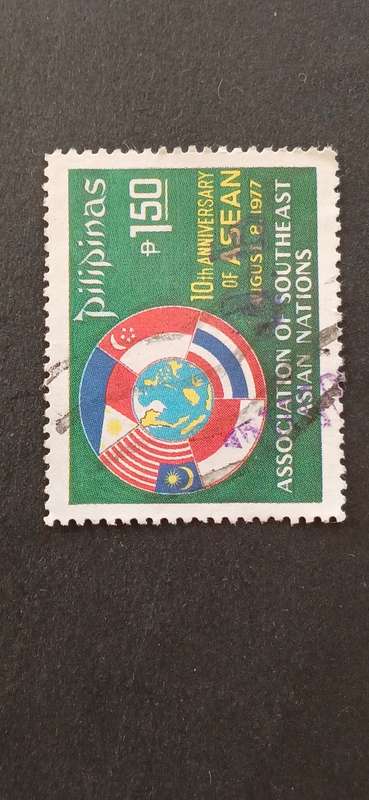 Pilipinas
₱1.50
10th ANNIVERSARY
OF ASEAN
AUGUST 8, 1977
ASSOCIATION OF SOUTHEAST
ASIAN NATIONS